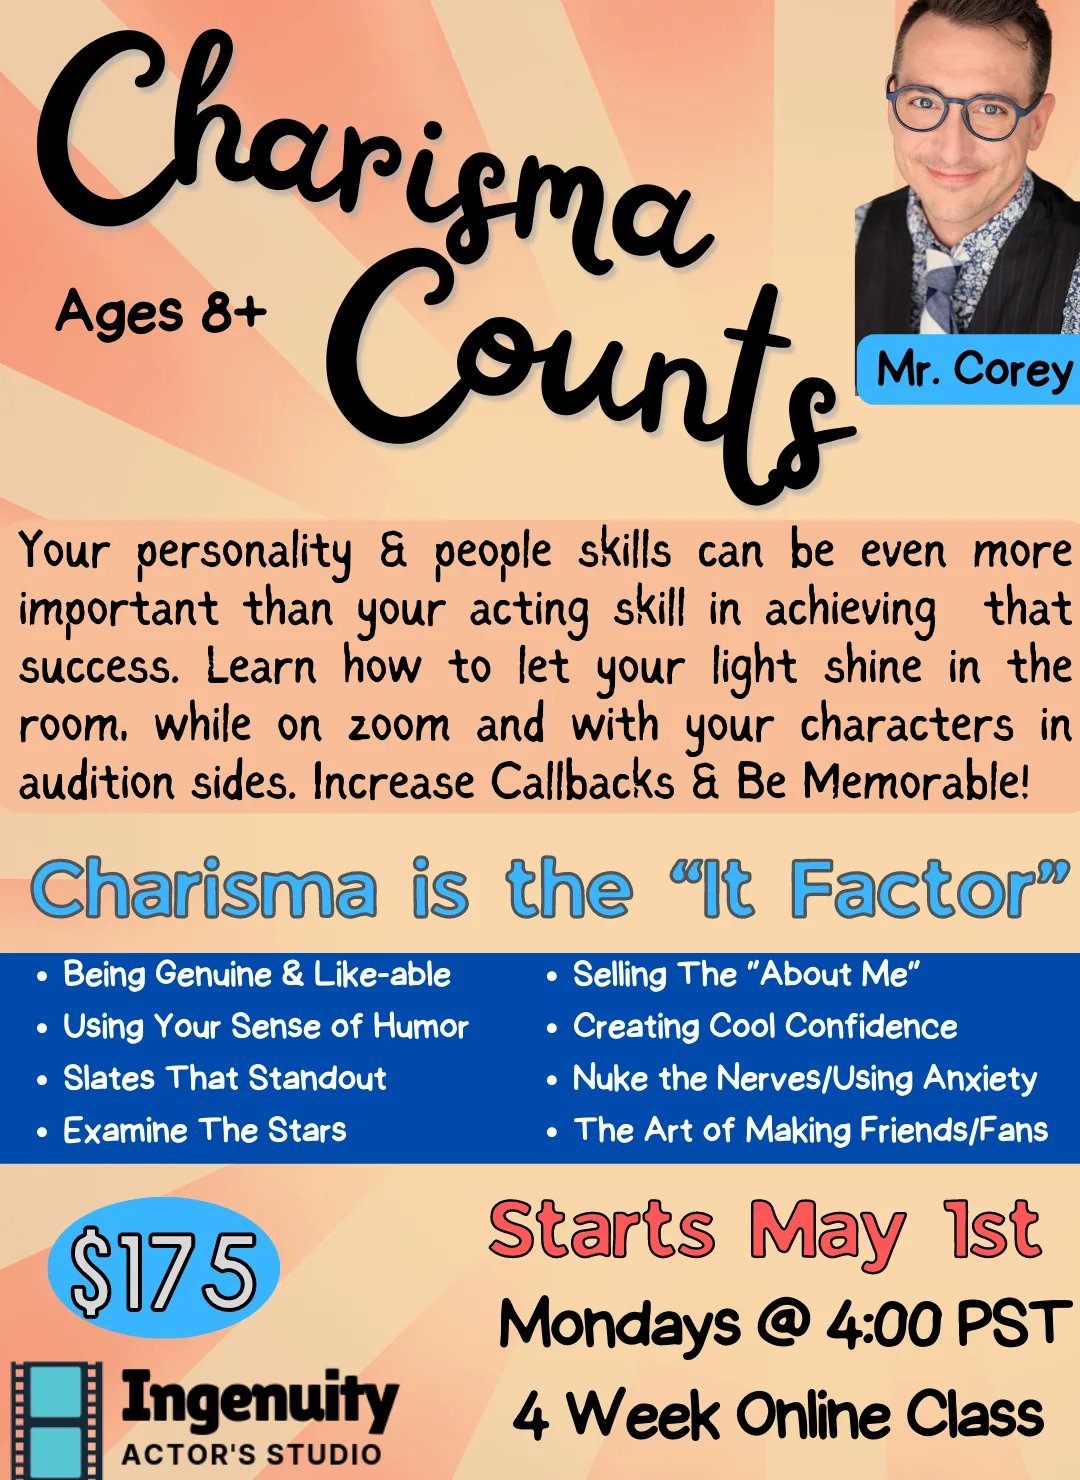 Charisma
Counts
Ages 8+
Mr. Corey
Your personality & people skills can be even more
important than your acting skill in achieving that
success. Learn how to let your light shine in the
room, while on zoom and with your characters in
audition sides. Increase Callbacks & Be Memorable!
Charisma is the “It Factor”
• Being Genuine & Like-able
• Using Your Sense of Humor
• Slates That Standout
• Examine The Stars
• Selling The "About Me"
• Creating Cool Confidence
• Nuke the Nerves/Using Anxiety
• The Art of Making Friends/Fans
$175
Starts May 1st
Mondays @ 4:00 PST
4 Week Online Class
Ingenuity
ACTOR'S STUDIO